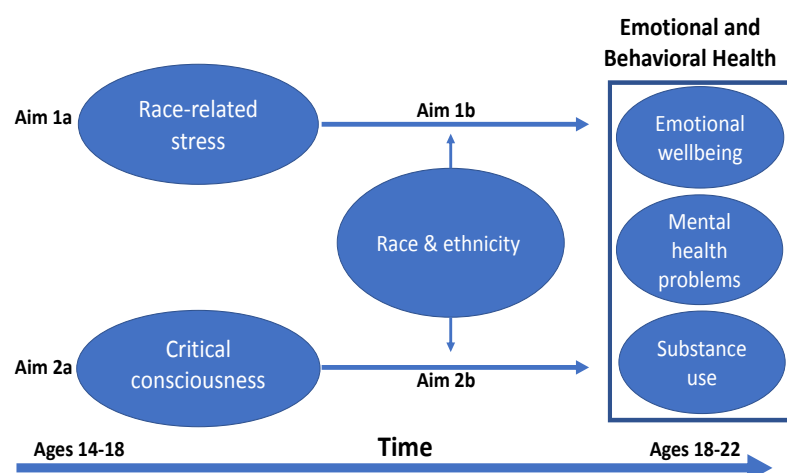 Emotional and
Behavioral Health
Aim 1a
Race-related
stress
Aim 1b
Emotional
wellbeing
Race & ethnicity
Mental
health
problems
Aim 2a
Critical
consciousness
Aim 2b
Substance
use
Ages 14-18
Time
Ages 18-22